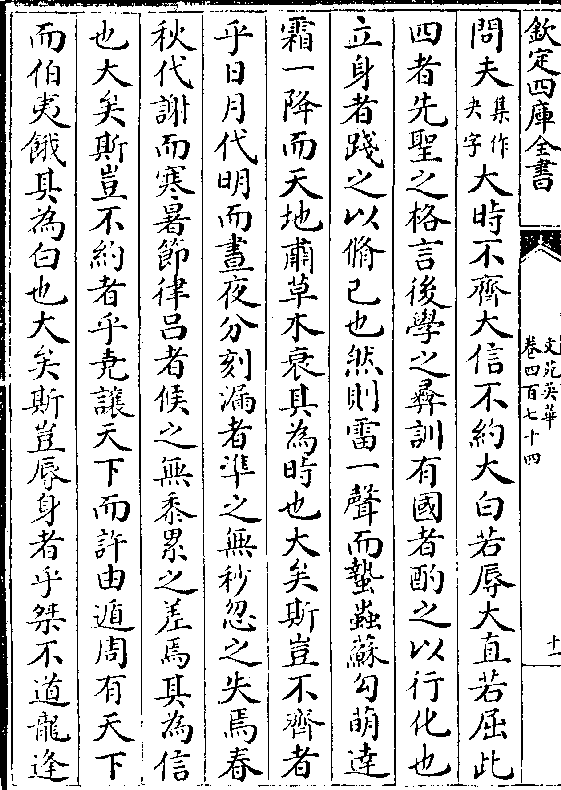 欽定四庫全書
文苑英華
卷四百七十四
十一
問夫集作夬字大時不齊大信不約大白若辱大直若屈此
四者先聖之格言後學之彛訓有國者酌之以行化也
立身者踐之以脩已也然則雷一聲而蟄蟲蘇勾萌達
霜一降而天地肅草木衰其為時也大矣斯豈不齊者
乎日月代明而晝夜分刻漏者準之無秒忽之失焉春
秋代謝而寒暑節律呂者候之無黍累之差焉其為信
也大矣斯豈不約者乎堯讓天下而許由遁周有天下
而伯夷餓其為白也大矣斯豈辱身者乎桀不道龍逢